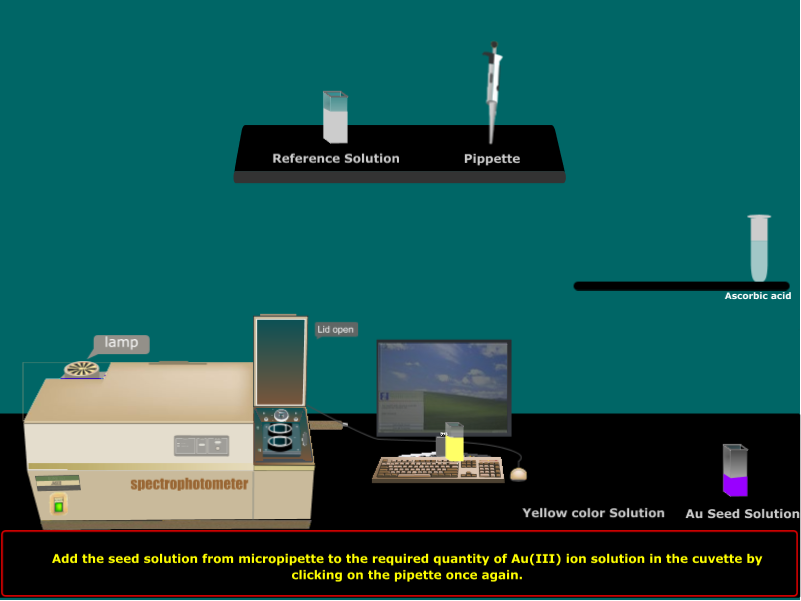 Reference Solution
Pippette
Ascorbic acid
Lid open
lamp
spectrophotometer
Yellow color Solution
Au Seed Solution
Add the seed solution from micropipette to the required quantity of Au(III) ion solution in the cuvette by
clicking on the pipette once again.